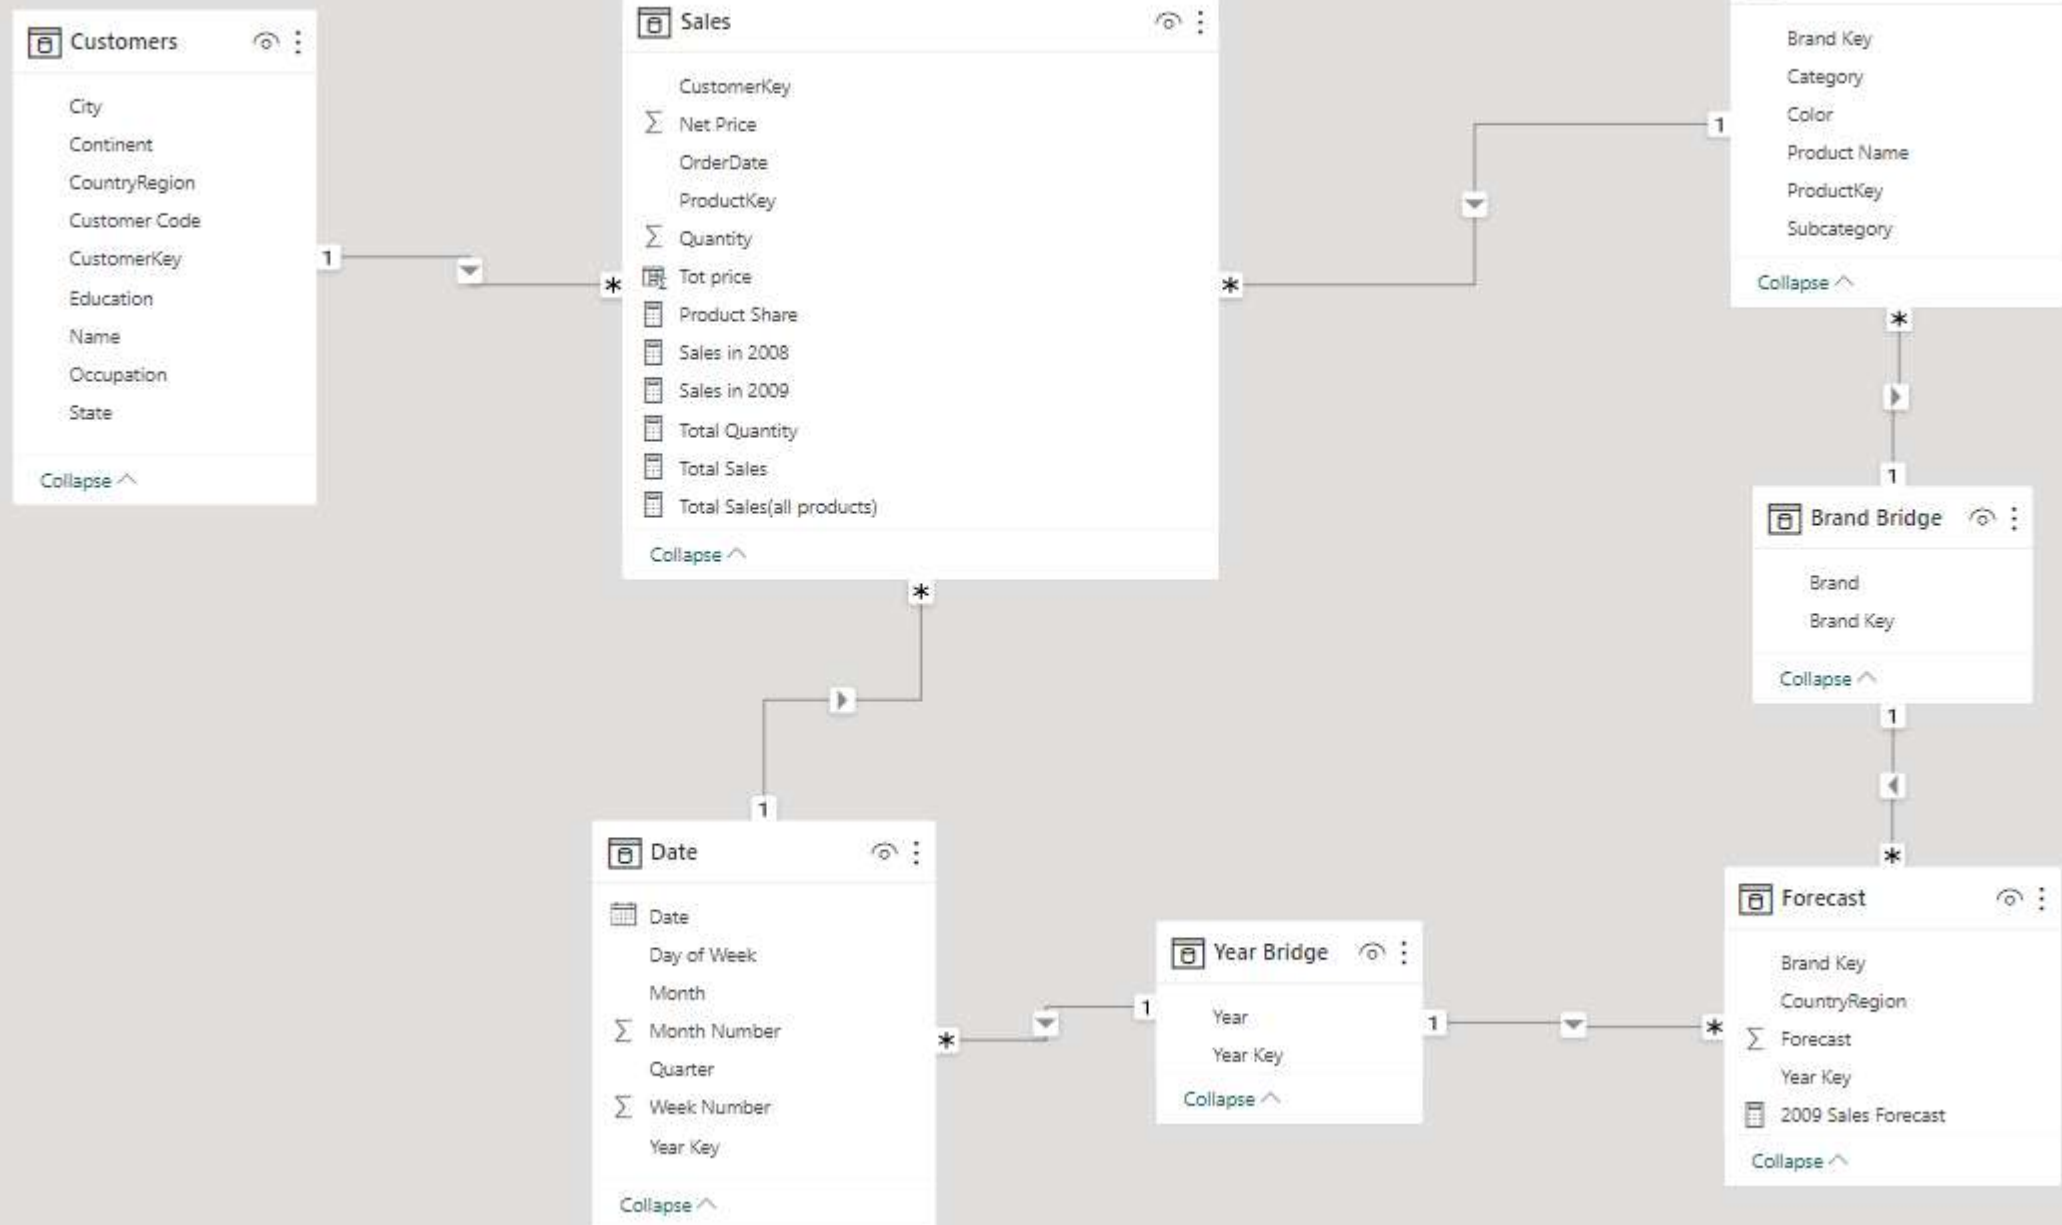 Customers
City
Continent
CountryRegion
Customer Code
CustomerKey
Education
Name
Occupation
State
Collapse
1
*
Sales
CustomerKey
Net Price
OrderDate
ProductKey
Quantity
Tot price
Product Share
Sales in 2008
Sales in 2009
Total Quantity
Total Sales
Total Sales(all products)
Collapse
*
1
Brand Key
Category
Color
Product Name
ProductKey
Subcategory
Collapse
*
1
Brand Bridge
Brand
Brand Key
Collapse
1
*
*
1
Date
Date
Day of Week
Month
Month Number
Quarter
Week Number
Year Key
Collapse
*
1
Year Bridge
Year
Year Key
Collapse
1
*
Forecast
Brand Key
CountryRegion
Forecast
Year Key
2009 Sales Forecast
Collapse